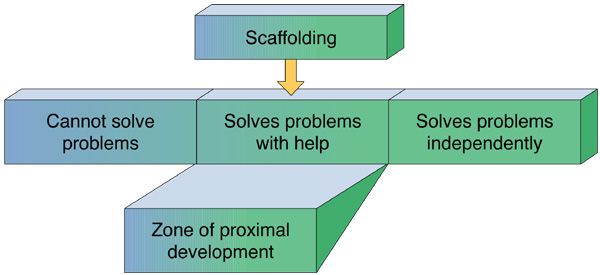 Scaffolding
Cannot solve
problems
Solves problems
with help
Solves problems
independently
Zone of proximal
development